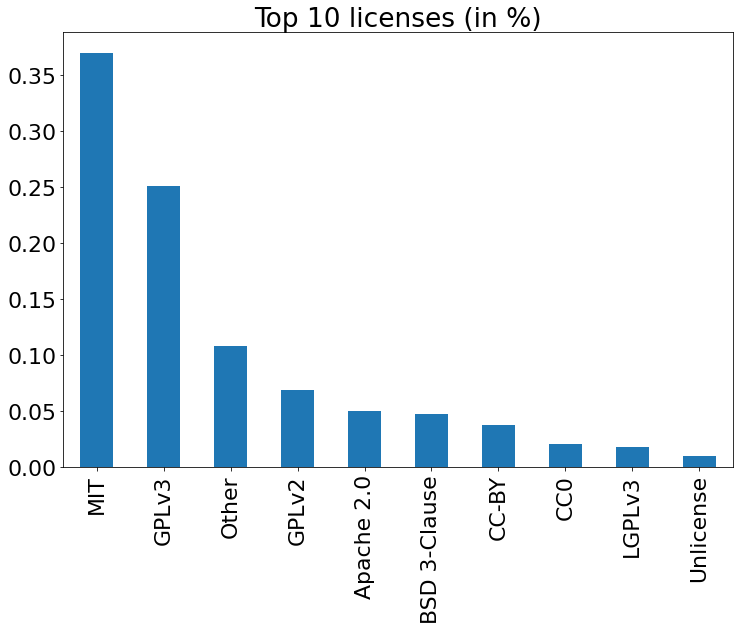 Top 10 licenses (in %)
0.35
0.30
0.25
0.20
0.15
0.10
0.05
0.00
MIT
GPLv3
Other
GPLv2
Apache 2.0
BSD 3-Clause
CC-BY
CC0
LGPLv3
Unlicense